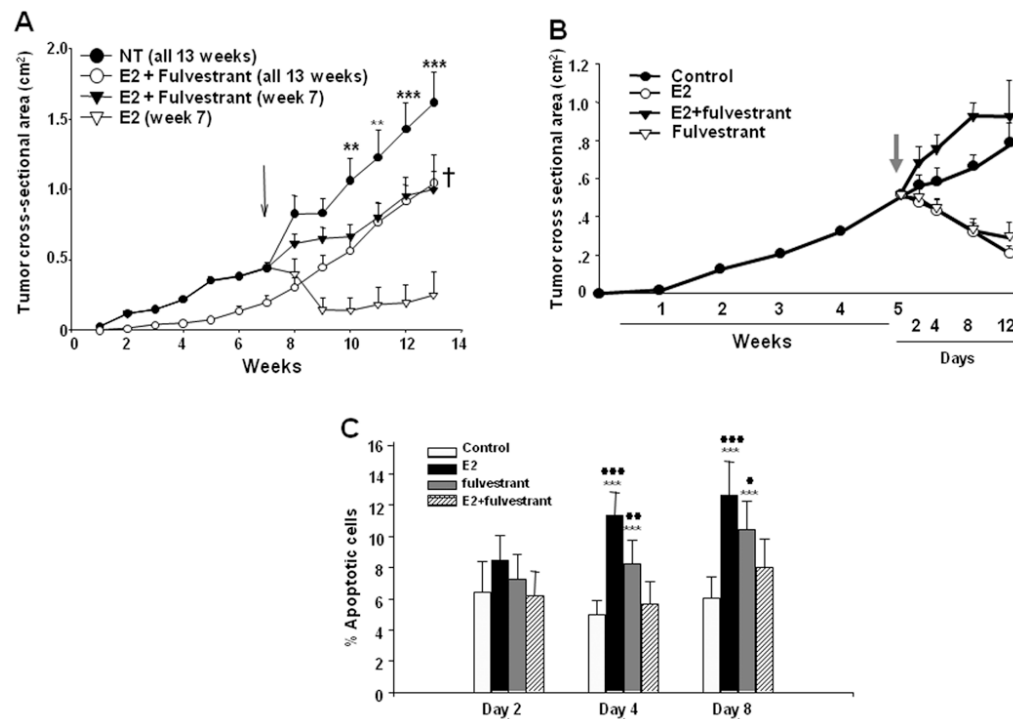 A
Tumor cross-sectional area (cm²)
2.0
1.5
1.0
0.5
0
NT (all 13 weeks)
E2 + Fulvestrant (all 13 weeks)
E2 + Fulvestrant (week 7)
E2 (week 7)
** ** *** ***
†
0 2 4 6 8 10 12 14
Weeks
B
Tumor cross-sectional area (cm²)
1.2
1.0
.8
.6
.4
.2
0
Control
E2
E2+fulvestrant
Fulvestrant
1 2 3 4 5
2 4 8 12
Weeks
Days
C
% Apoptotic cells
16
14
12
10
8
6
4
2
0
Control
E2
fulvestrant
E2+fulvestrant
•••
***
••
***
•••
***
•
***
Day 2 Day 4 Day 8